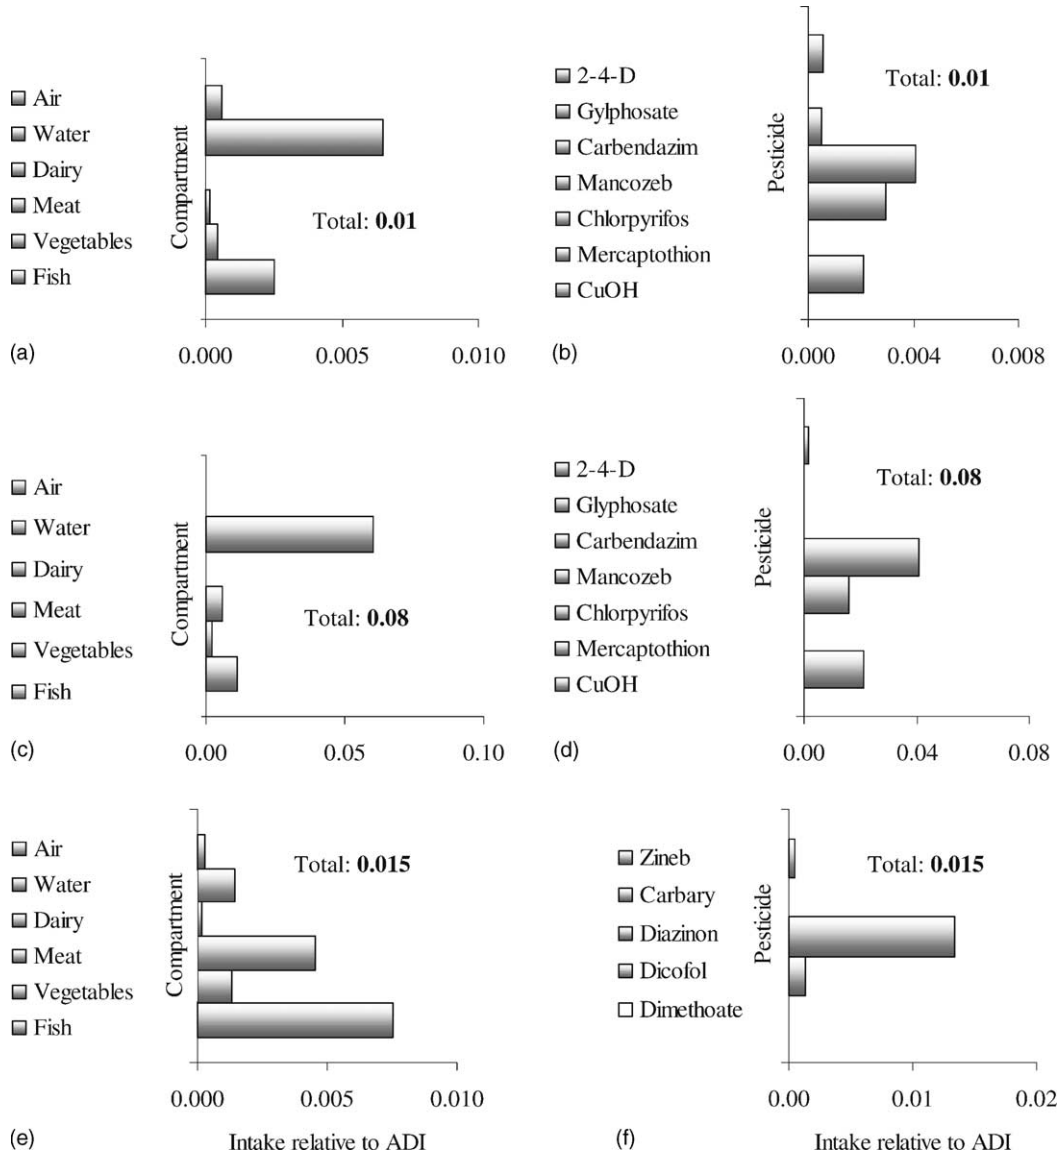 Air
Water
Dairy
Meat
Vegetables
Fish
Compartment
Total: 0.01
0.000 0.005 0.010
(a)
2-4-D
Gylphosate
Carbendazim
Mancozeb
Chlorpyrifos
Mercaptothion
CuOH
Pesticide
Total: 0.01
0.000 0.004 0.008
(b)
Air
Water
Dairy
Meat
Vegetables
Fish
Compartment
Total: 0.08
0.00 0.05 0.10
(c)
2-4-D
Glyphosate
Carbendazim
Mancozeb
Chlorpyrifos
Mercaptothion
CuOH
Pesticide
Total: 0.08
0.00 0.04 0.08
(d)
Air
Water
Dairy
Meat
Vegetables
Fish
Compartment
Total: 0.015
0.000 0.005 0.010
(e) Intake relative to ADI
Zineb
Carbary
Diazinon
Dicofol
Dimethoate
Pesticide
Total: 0.015
0.00 0.01 0.02
(f) Intake relative to ADI